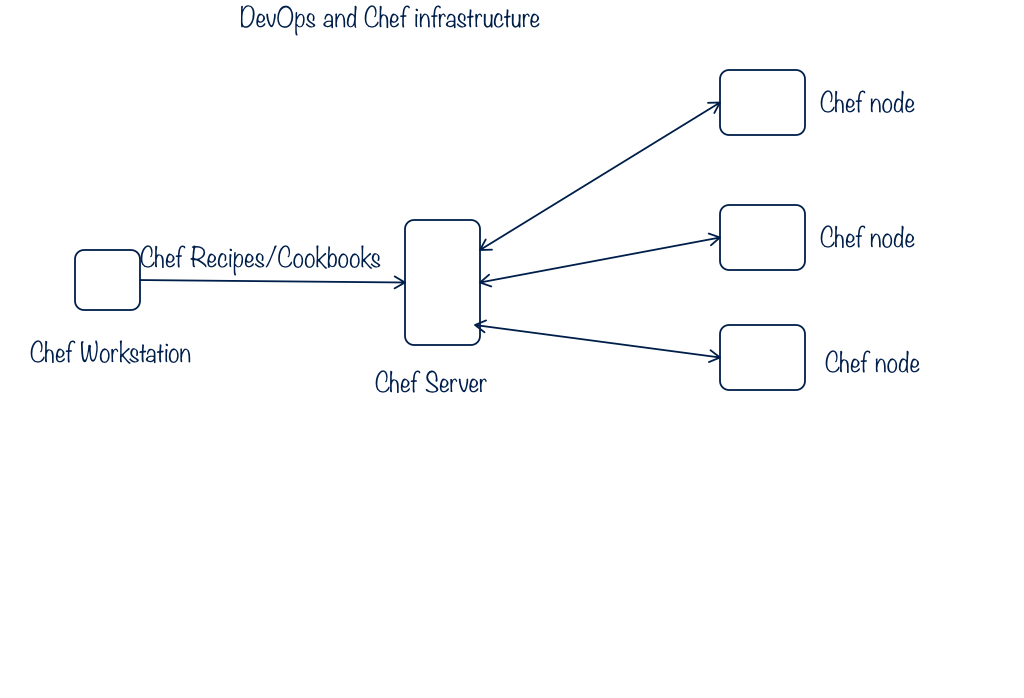 DevOps and Chef infrastructure
Chef node
Chef node
Chef Recipes/Cookbooks
Chef Workstation
Chef node
Chef Server